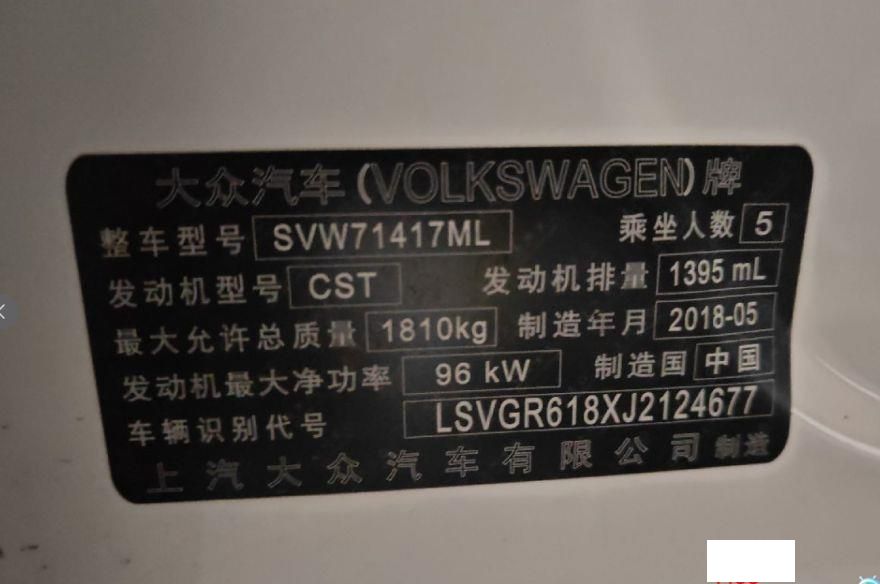 大众汽车(VOLKSWAGEN)牌
整车型号 SVW71417ML 乘坐人数 5
发动机型号 CST 发动机排量 1395 mL
最大允许总质量 1810kg 制造年月 2018-05
发动机最大净功率 96 kW 制造国 中国
车辆识别代号 LSVGR618XJ2124677
上汽大众汽车有限公司 制造